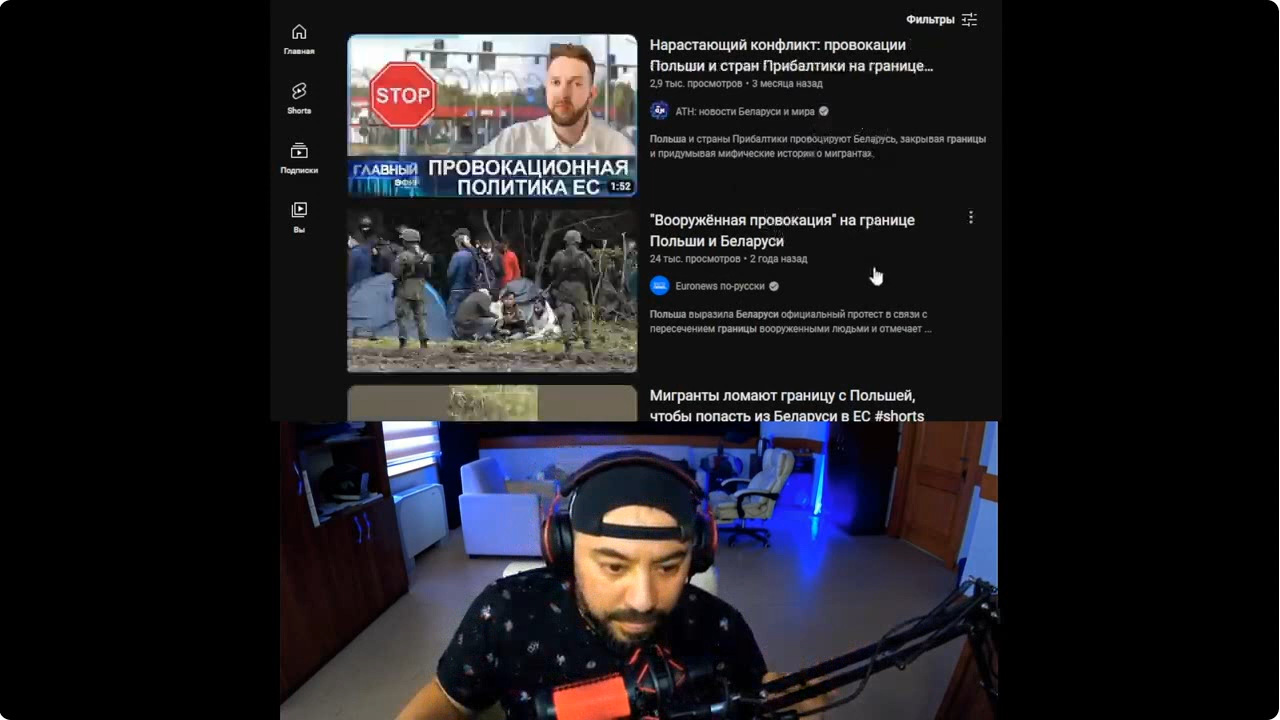 Фильтры
Главная
Shorts
Подписки
Вы
STOP
ГЛАВНЫЙ
ЭФИР
ПРОВОКАЦИОННАЯ
ПОЛИТИКА ЕС
1:52
Нарастающий конфликт: провокации
Польши и стран Прибалтики на границе...
2,9 тыс. просмотров • 3 месяца назад
АТН: новости Беларуси и мира
Польша и страны Прибалтики провоцируют Беларусь, закрывая границы
и придумывая мифические истории о мигрантах.
"Вооружённая провокация" на границе
Польши и Беларуси
24 тыс. просмотров • 2 года назад
Euronews по-русски
Польша выразила Беларуси официальный протест в связи с
пересечением границы вооруженными людьми и отмечает ...
Мигранты ломают границу с Польшей,
чтобы попасть из Беларуси в ЕС #shorts